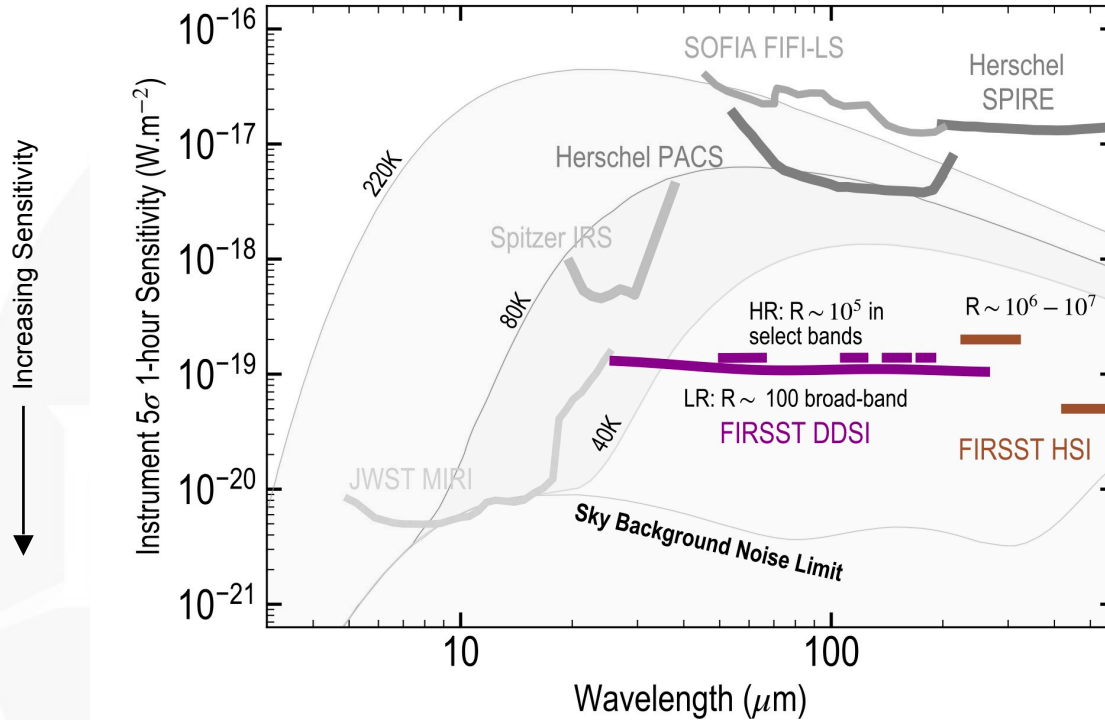 Increasing Sensitivity
Instrument 5σ 1-hour Sensitivity (W.m⁻²)
10⁻¹⁶
10⁻¹⁷
10⁻¹⁸
10⁻¹⁹
10⁻²⁰
10⁻²¹
SOFIA FIFI-LS
Herschel
SPIRE
220K
Herschel PACS
Spitzer IRS
80K
HR: R ~ 10⁵ in
select bands
R ~ 10⁶ − 10⁷
LR: R ~ 100 broad-band
FIRSST DDSI
40K
FIRSST HSI
JWST MIRI
Sky Background Noise Limit
10
100
Wavelength (μm)